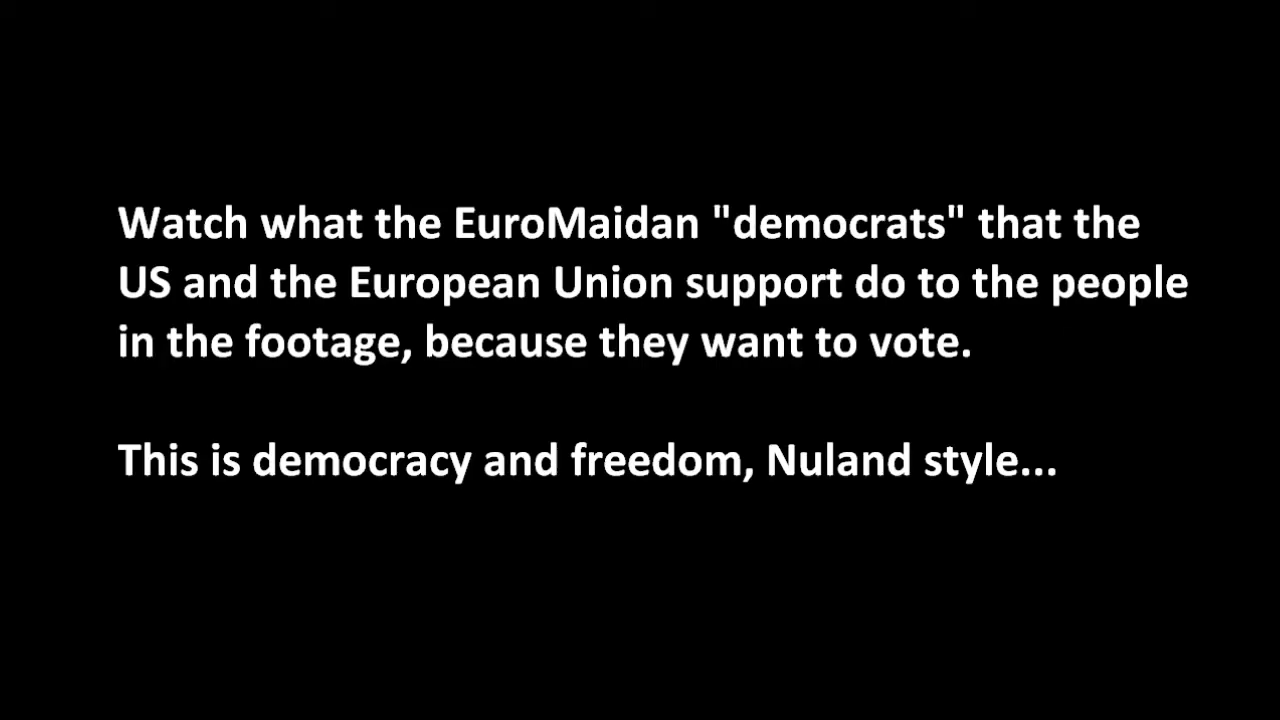 Watch what the EuroMaidan "democrats" that the
US and the European Union support do to the people
in the footage, because they want to vote.
This is democracy and freedom, Nuland style...